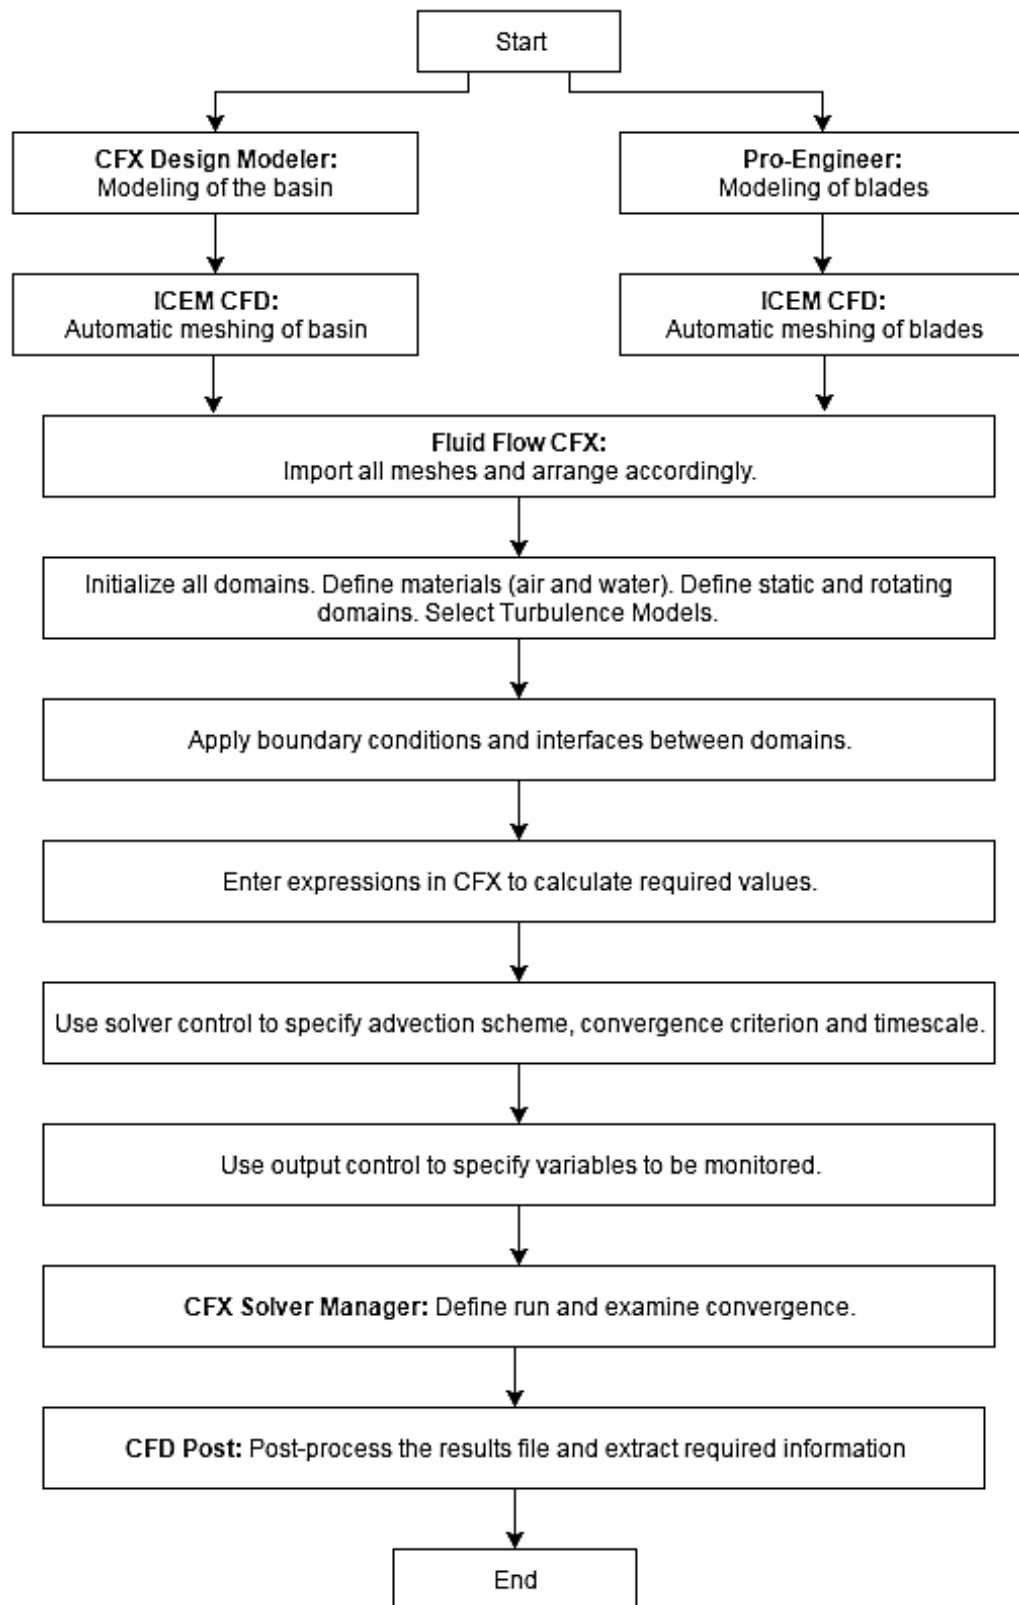 Start
CFX Design Modeler:
Modeling of the basin
Pro-Engineer:
Modeling of blades
ICEM CFD:
Automatic meshing of basin
ICEM CFD:
Automatic meshing of blades
Fluid Flow CFX:
Import all meshes and arrange accordingly.
Initialize all domains. Define materials (air and water). Define static and rotating
domains. Select Turbulence Models.
Apply boundary conditions and interfaces between domains.
Enter expressions in CFX to calculate required values.
Use solver control to specify advection scheme, convergence criterion and timescale.
Use output control to specify variables to be monitored.
CFX Solver Manager: Define run and examine convergence.
CFD Post: Post-process the results file and extract required information
End